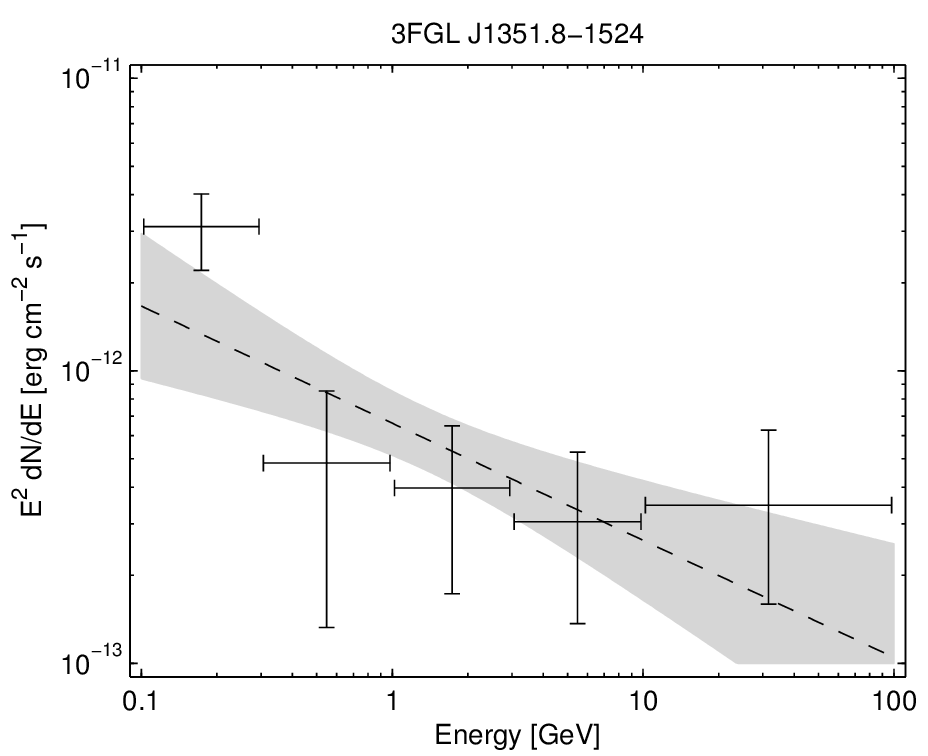 3FGL J1351.8−1524
10⁻¹¹
10⁻¹²
10⁻¹³
E² dN/dE [erg cm⁻² s⁻¹]
0.1 1 10 100
Energy [GeV]